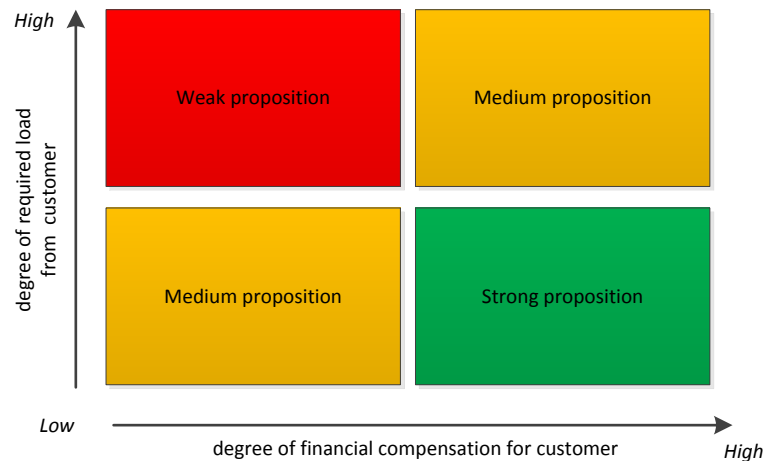 High
Weak proposition
Medium proposition
degree of required load
from customer
Medium proposition
Strong proposition
Low
degree of financial compensation for customer
High